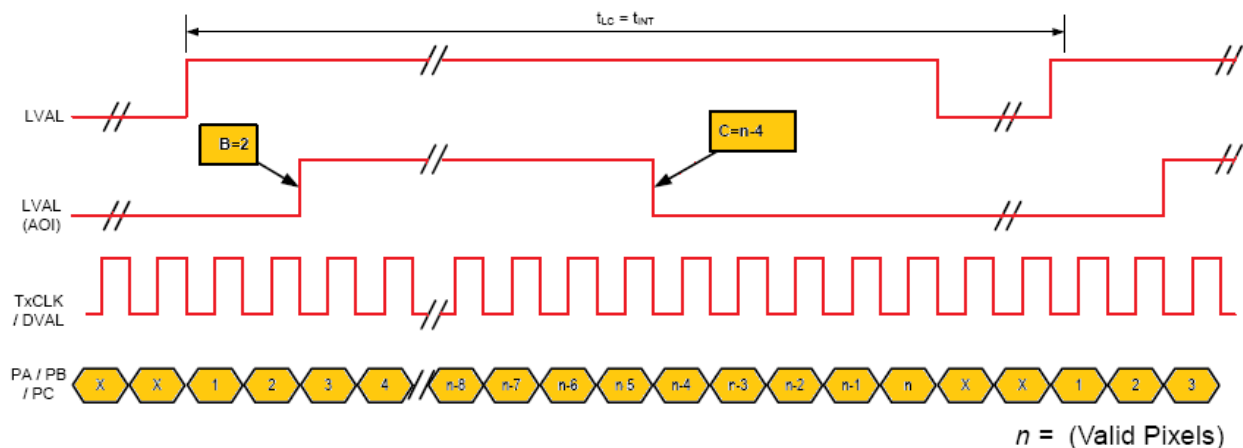 tLC = tINT
LVAL
B=2
C=n-4
LVAL
(AOI)
TxCLK
/ DVAL
PA / PB
/ PC
X X 1 2 3 4 n-8 n-7 n-6 n 5 n-4 r-3 n-2 n-1 n X X 1 2 3
n = (Valid Pixels)